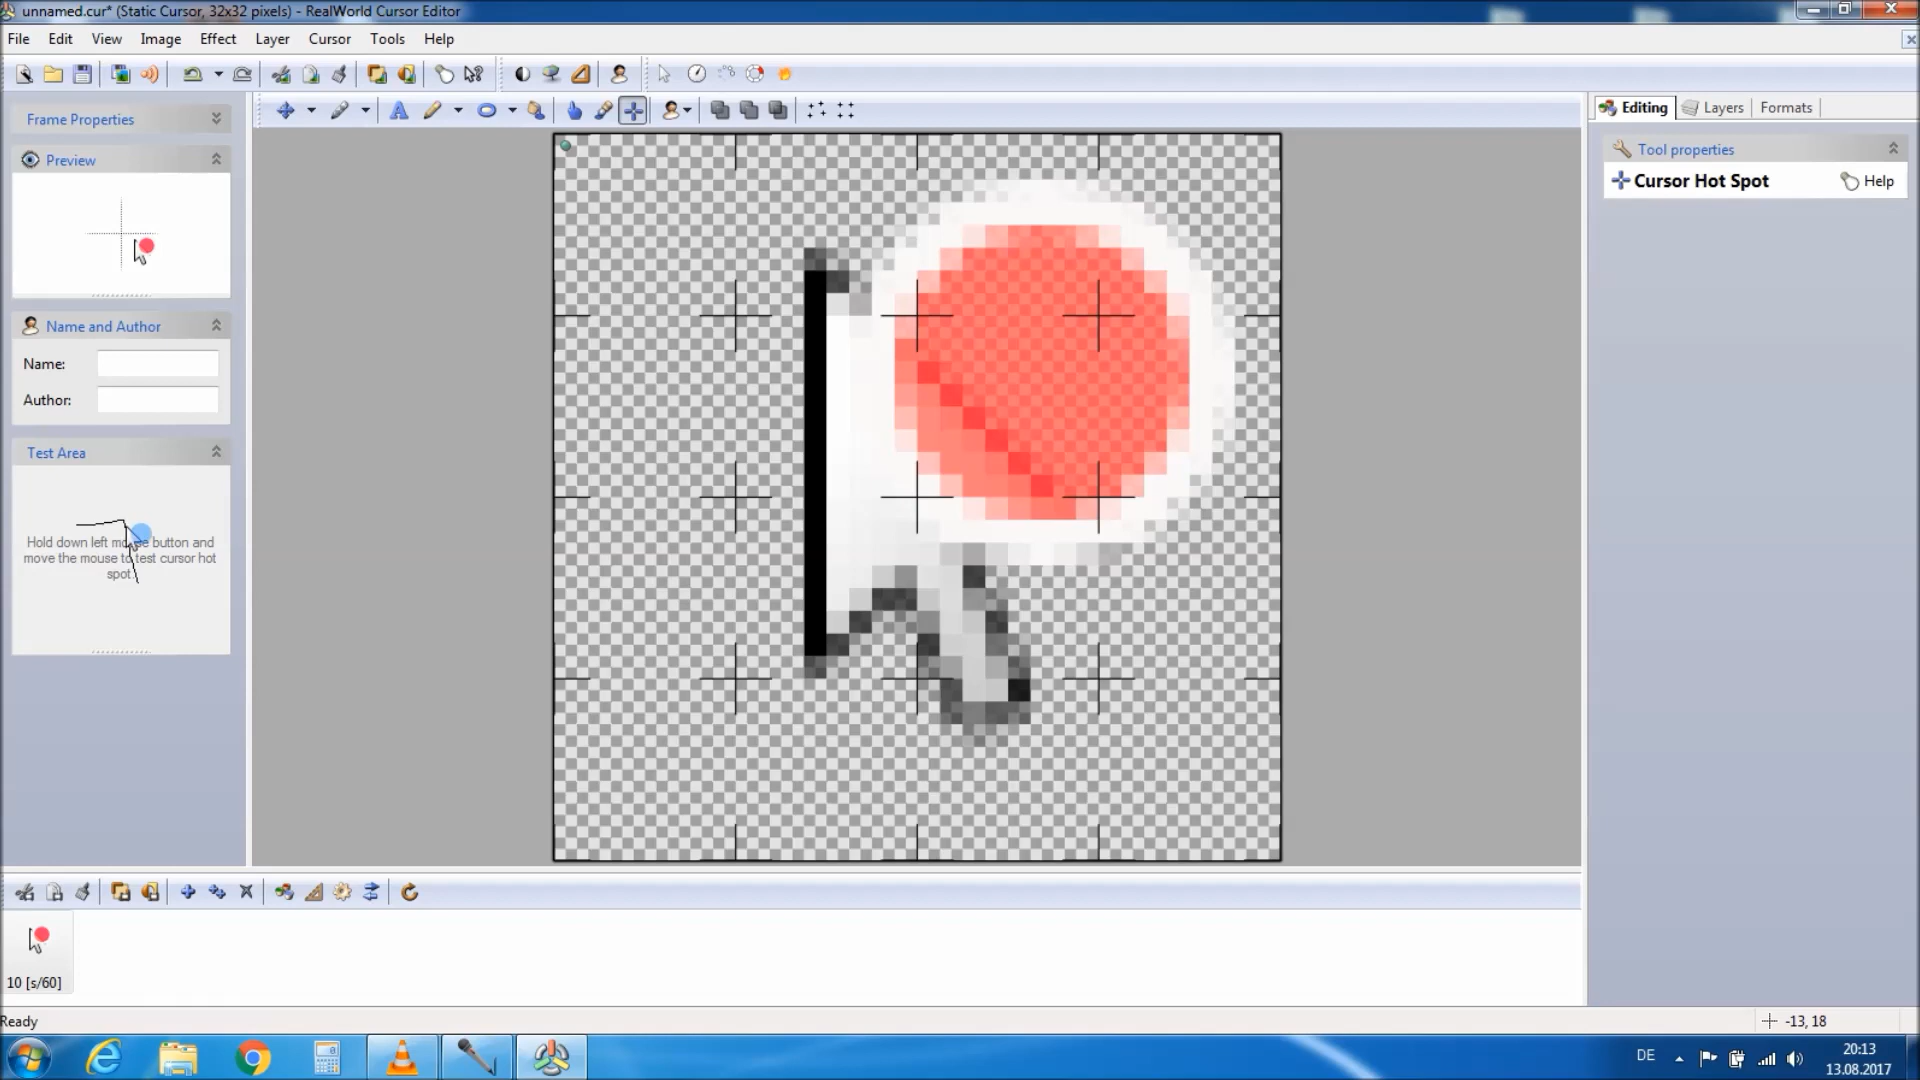 unnamed.cur* (Static Cursor, 32x32 pixels) - RealWorld Cursor Editor
File Edit View Image Effect Layer Cursor Tools Help
Frame Properties
Preview
Name and Author
Name:
Author:
Test Area
Hold down left mouse button and
move the mouse to test cursor hot
spot.
Editing Layers Formats
Tool properties
Cursor Hot Spot Help
10 [s/60]
Ready
-13, 18
DE
20:13
13.08.2017